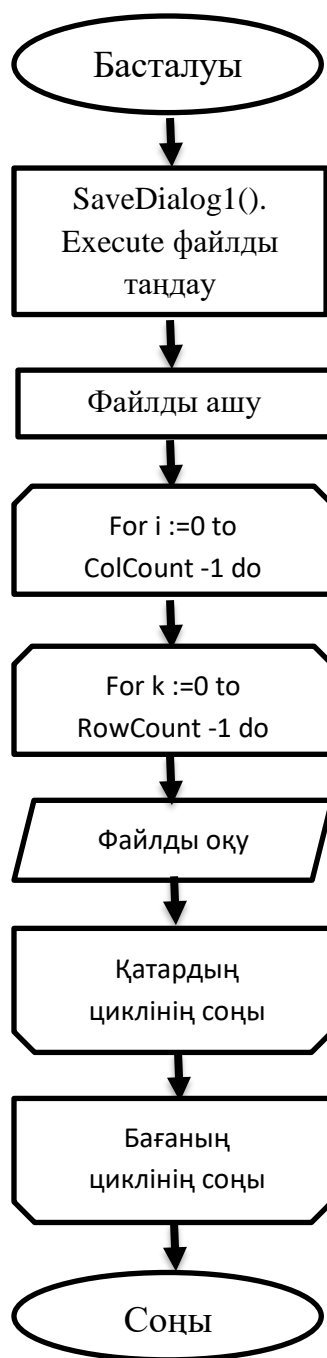 Басталуы
SaveDialog1().
Execute файлды
таңдау
Файлды ашу
For i :=0 to
ColCount -1 do
For k :=0 to
RowCount -1 do
Файлды оқу
Қатардың
циклінің соңы
Бағаның
циклінің соңы
Соңы